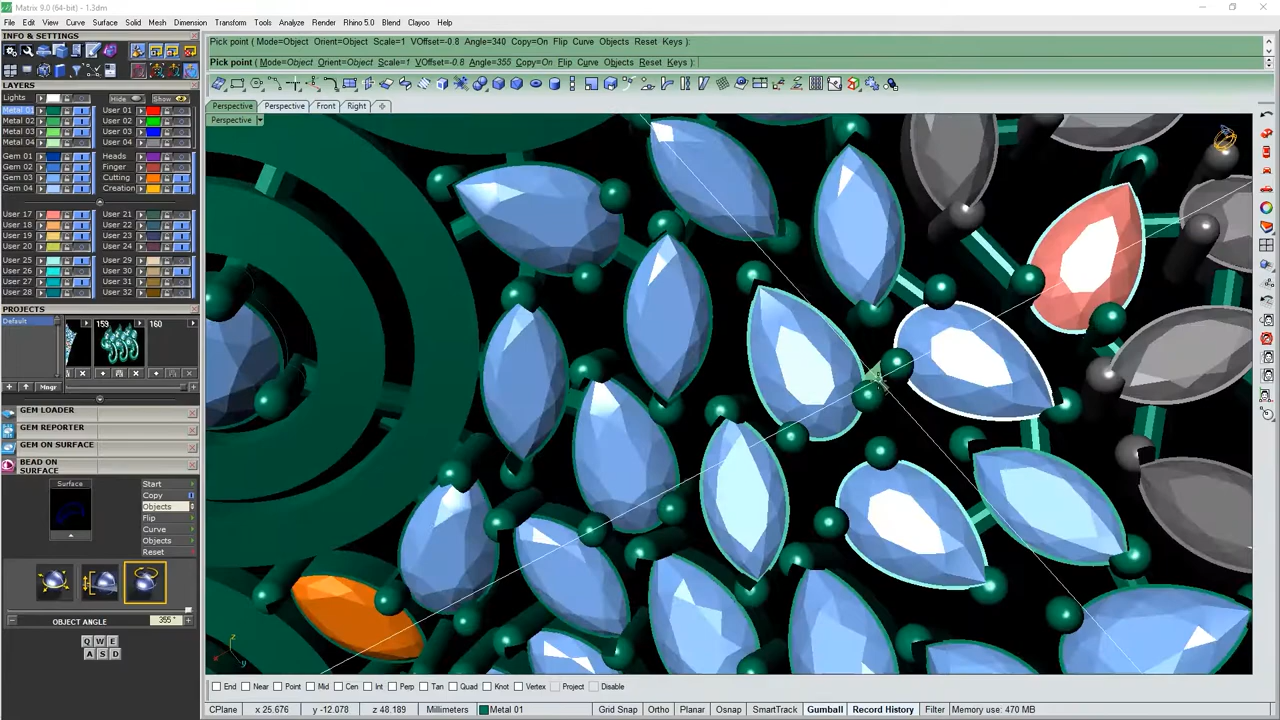 Matrix 9.0 (64-bit) - 1.3dm
File Edit View Curve Surface Solid Mesh Dimension Transform Tools Analyze Render Rhino 5.0 Blend Clayoo Help
INFO & SETTINGS
Pick point ( Mode=Object Orient=Object Scale=1 VOffset=-0.8 Angle=340 Copy=On Flip Curve Objects Reset Keys ):
Pick point ( Mode=Object Orient=Object Scale=1 VOffset=-0.8 Angle=355 Copy=On Flip Curve Objects Reset Keys ):
LAYERS
Lights Hide Show
Metal 01 User 01
Metal 02 User 02
Metal 03 User 03
Metal 04 User 04
Gem 01 Heads
Gem 02 Finger
Gem 03 Cutting
Gem 04 Creation
User 17 User 21
User 18 User 22
User 19 User 23
User 20 User 24
User 25 User 29
User 26 User 30
User 27 User 31
User 28 User 32
Perspective Perspective Front Right
Perspective
PROJECTS
Default
159 160
Mngr
GEM LOADER
GEM REPORTER
GEM ON SURFACE
BEAD ON SURFACE
Surface
Start
Copy
Objects
Flip
Curve
Objects
Reset
OBJECT ANGLE 355°
Q W E
A S D
End Near Point Mid Cen Int Perp Tan Quad Knot Vertex Project Disable
CPlane x 25.676 y -12.078 z 48.189 Millimeters Metal 01 Grid Snap Ortho Planar Osnap SmartTrack Gumball Record History Filter Memory use: 470 MB
z
x
y